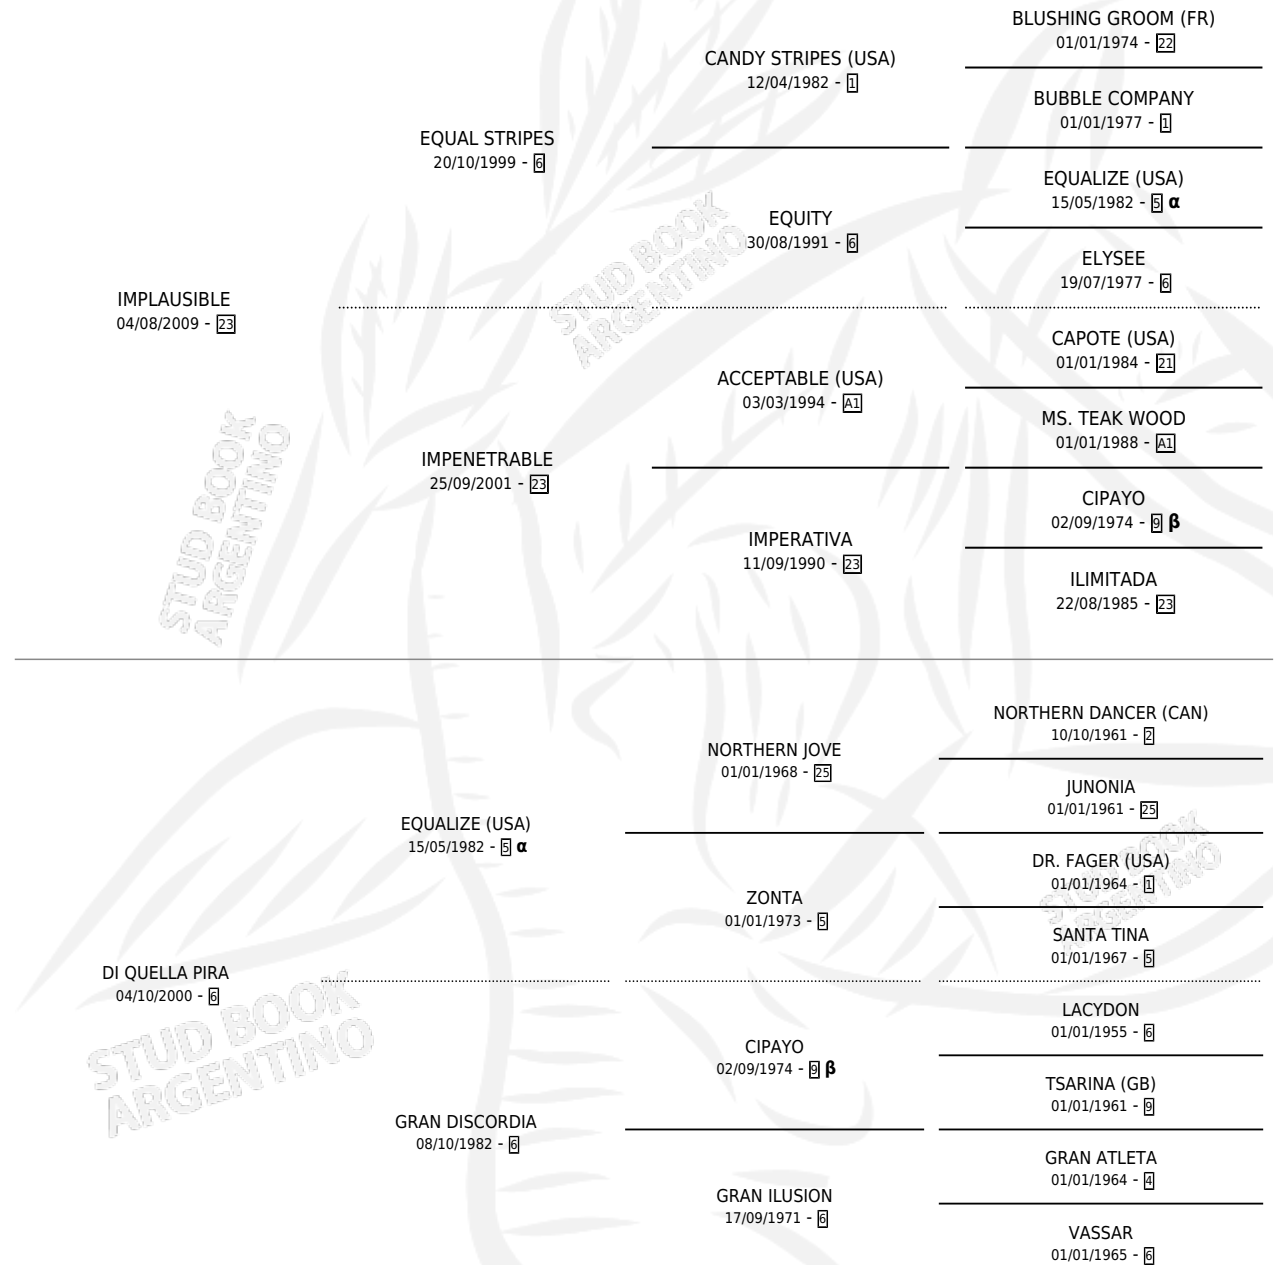 BLUSHING GROOM (FR)
01/01/1974 - 22
CANDY STRIPES (USA)
12/04/1982 - 1
BUBBLE COMPANY
01/01/1977 - 1
EQUAL STRIPES
20/10/1999 - 6
EQUALIZE (USA)
15/05/1982 - 5 α
EQUITY
30/08/1991 - 6
ELYSEE
19/07/1977 - 6
IMPLAUSIBLE
04/08/2009 - 23
CAPOTE (USA)
01/01/1984 - 21
ACCEPTABLE (USA)
03/03/1994 - A1
MS. TEAK WOOD
01/01/1988 - A1
IMPENETRABLE
25/09/2001 - 23
CIPAYO
02/09/1974 - 9 β
IMPERATIVA
11/09/1990 - 23
ILIMITADA
22/08/1985 - 23
NORTHERN DANCER (CAN)
10/10/1961 - 2
NORTHERN JOVE
01/01/1968 - 25
JUNONIA
01/01/1961 - 25
EQUALIZE (USA)
15/05/1982 - 5 α
DR. FAGER (USA)
01/01/1964 - 1
ZONTA
01/01/1973 - 5
SANTA TINA
01/01/1967 - 5
DI QUELLA PIRA
04/10/2000 - 6
LACYDON
01/01/1955 - 6
CIPAYO
02/09/1974 - 9 β
TSARINA (GB)
01/01/1961 - 9
GRAN DISCORDIA
08/10/1982 - 6
GRAN ATLETA
01/01/1964 - 4
GRAN ILUSION
17/09/1971 - 6
VASSAR
01/01/1965 - 6
STUD BOOK
ARGENTINO
STUD BOOK
ARGENTINO
STUD BOOK
ARGENTINO
STUD BOOK
ARGENTINO